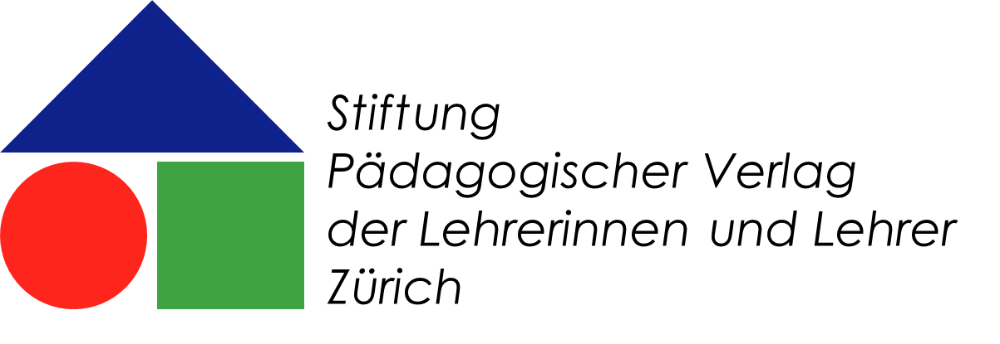 Stiftung
Pädagogischer Verlag
der Lehrerinnen und Lehrer
Zürich